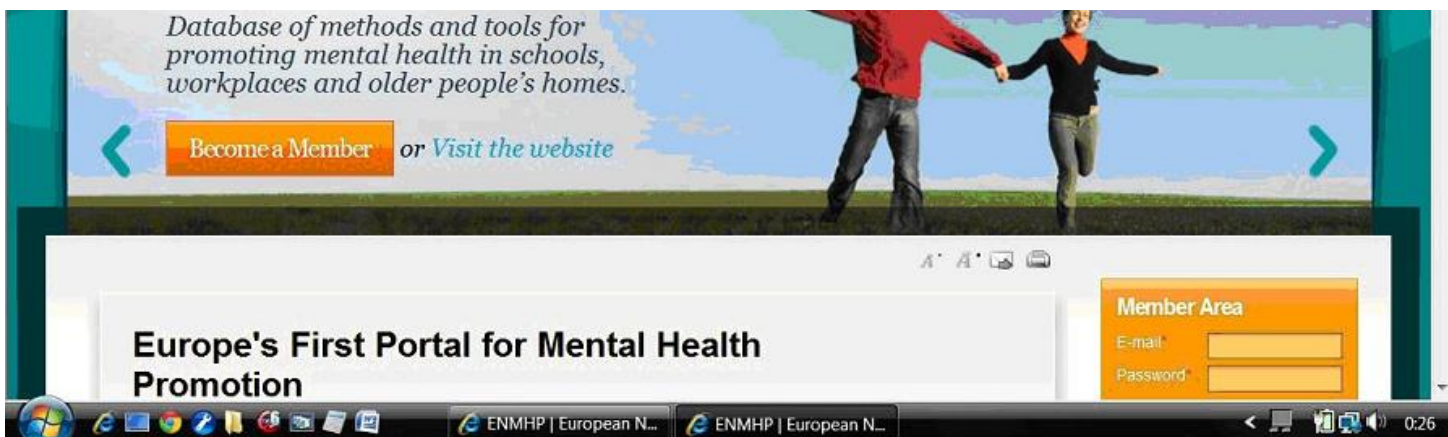 Database of methods and tools for
promoting mental health in schools,
workplaces and older people's homes.
Become a Member or Visit the website
A A
Member Area
E-mail*
Password*
Europe's First Portal for Mental Health
Promotion
ENMHP | European N... ENMHP | European N... 0:26